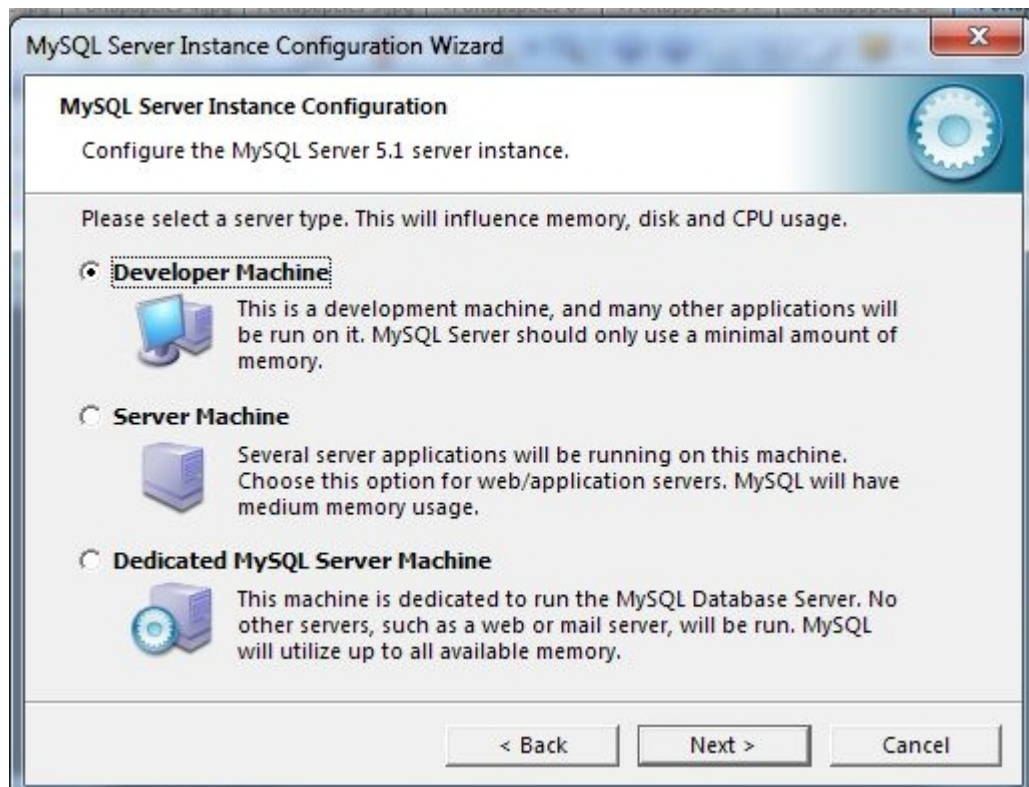 MySQL Server Instance Configuration Wizard
MySQL Server Instance Configuration
Configure the MySQL Server 5.1 server instance.
Please select a server type. This will influence memory, disk and CPU usage.
Developer Machine
This is a development machine, and many other applications will
be run on it. MySQL Server should only use a minimal amount of
memory.
Server Machine
Several server applications will be running on this machine.
Choose this option for web/application servers. MySQL will have
medium memory usage.
Dedicated MySQL Server Machine
This machine is dedicated to run the MySQL Database Server. No
other servers, such as a web or mail server, will be run. MySQL
will utilize up to all available memory.
< Back
Next >
Cancel